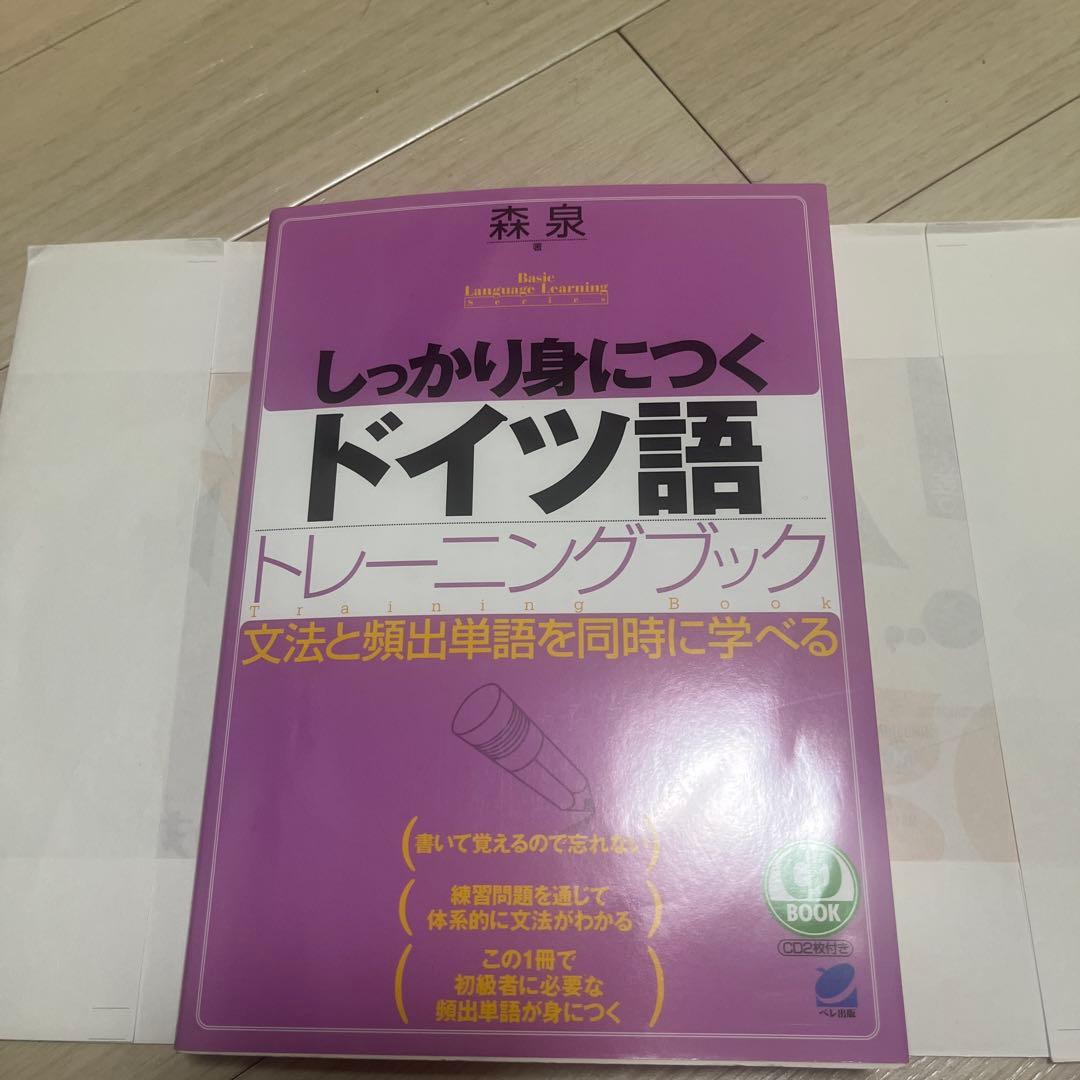 森 泉
著
Basic
Language Learning
Series
しっかり身につく
ドイツ語
トレーニングブック
Training Book
文法と頻出単語を同時に学べる
書いて覚えるので忘れない
練習問題を通じて
体系的に文法がわかる
この1冊で
初級者に必要な
頻出単語が身につく
CD
BOOK
CD2枚付き
ベレ出版